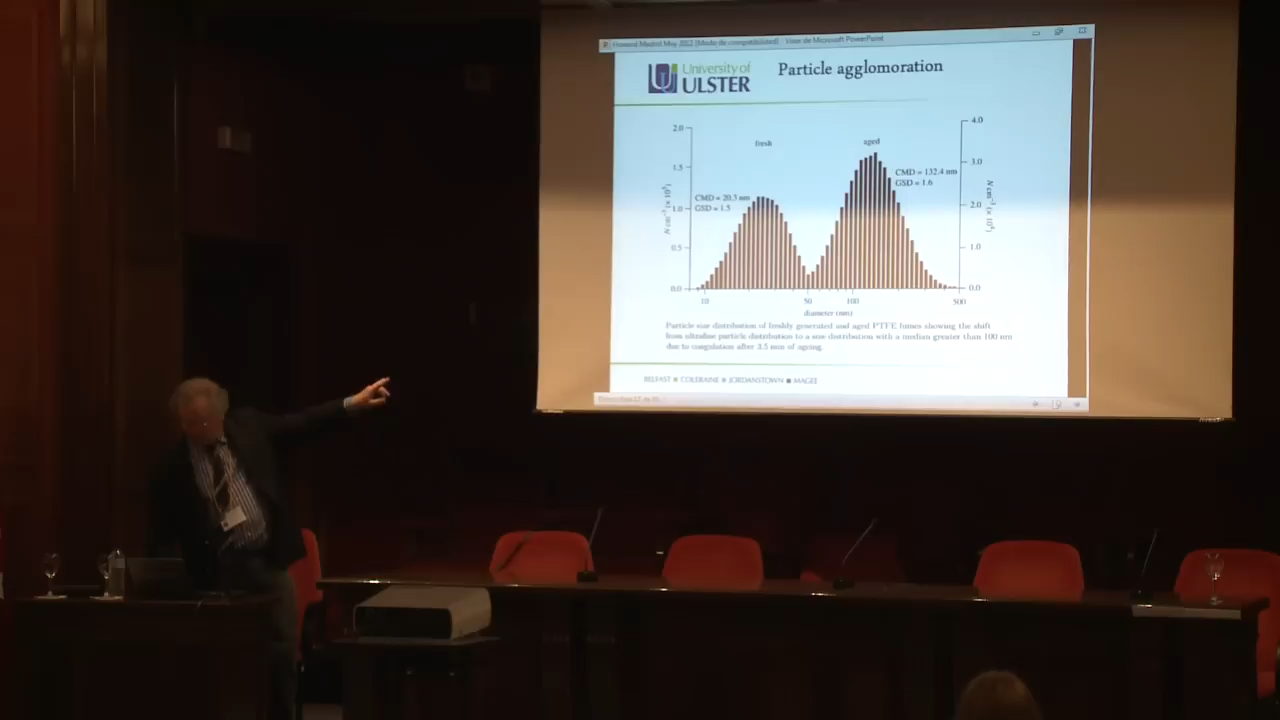 Howard Madrid May 2012 [Modo de compatibilidad] - Visor de Microsoft PowerPoint
University of
ULSTER
Particle agglomoration
2.0
1.5
1.0
0.5
0.0
N cm⁻³ (× 10⁶)
fresh
CMD = 20.3 nm
GSD = 1.5
aged
CMD = 132.4 nm
GSD = 1.6
4.0
3.0
2.0
1.0
0.0
10
50
100
500
diameter (nm)
Particle size distribution of freshly generated and aged PTFE fumes showing the shift
from ultrafine particle distribution to a size distribution with a median greater than 100 nm
due to coagulation after 3.5 min of ageing.
BELFAST ■ COLERAINE ■ JORDANSTOWN ■ MAGEE